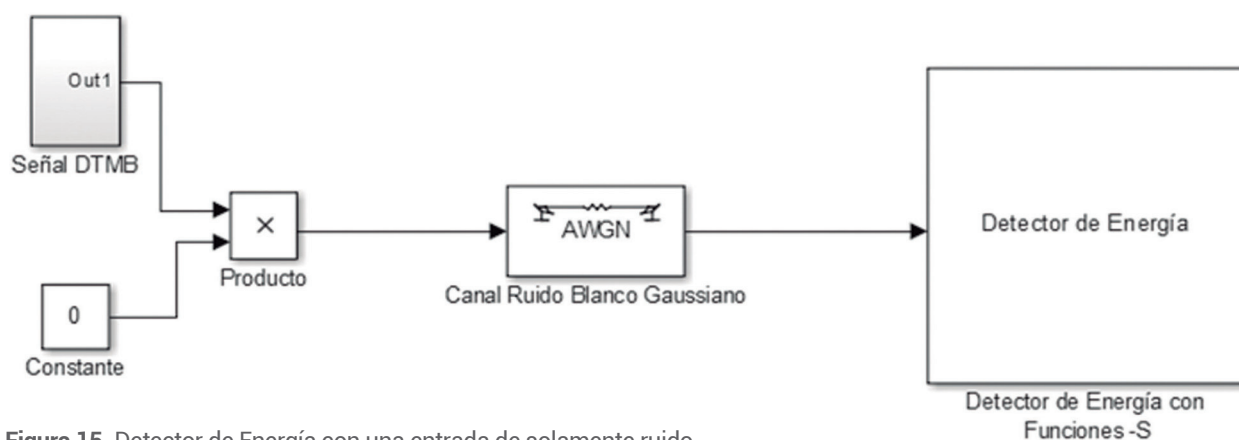 Out1
Señal DTMB
×
Producto
0
Constante
AWGN
Canal Ruido Blanco Gaussiano
Detector de Energía
Detector de Energía con
Funciones -S
Figura 15. Detector de Energía con una entrada de solamente ruido